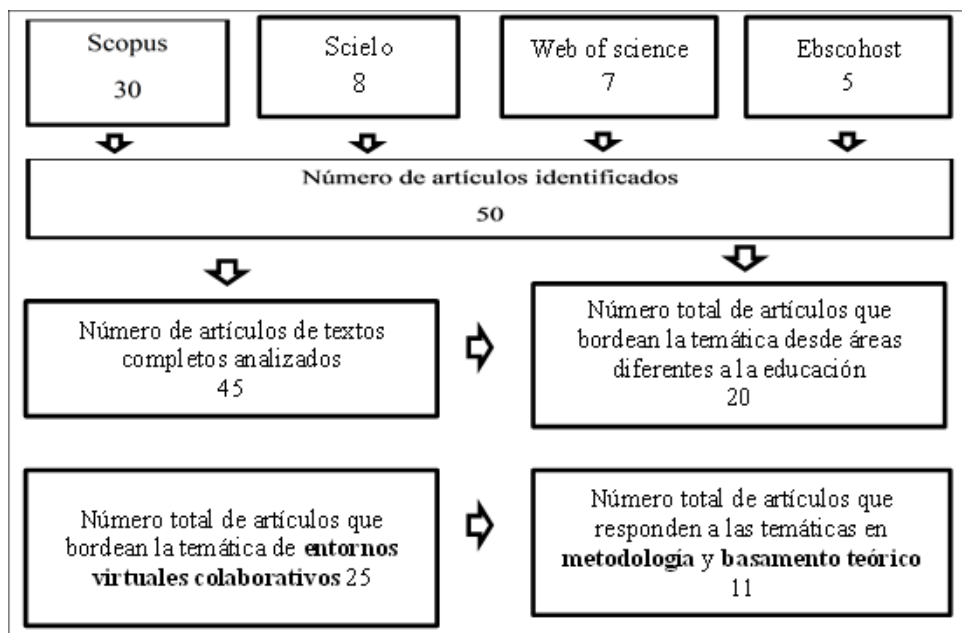 Scopus
30
Scielo
8
Web of science
7
Ebscohost
5
Número de artículos identificados
50
Número de artículos de textos
completos analizados
45
Número total de artículos que
bordean la temática desde áreas
diferentes a la educación
20
Número total de artículos que
bordean la temática de entornos
virtuales colaborativos 25
Número total de artículos que
responden a las temáticas en
metodología y basamento teórico
11